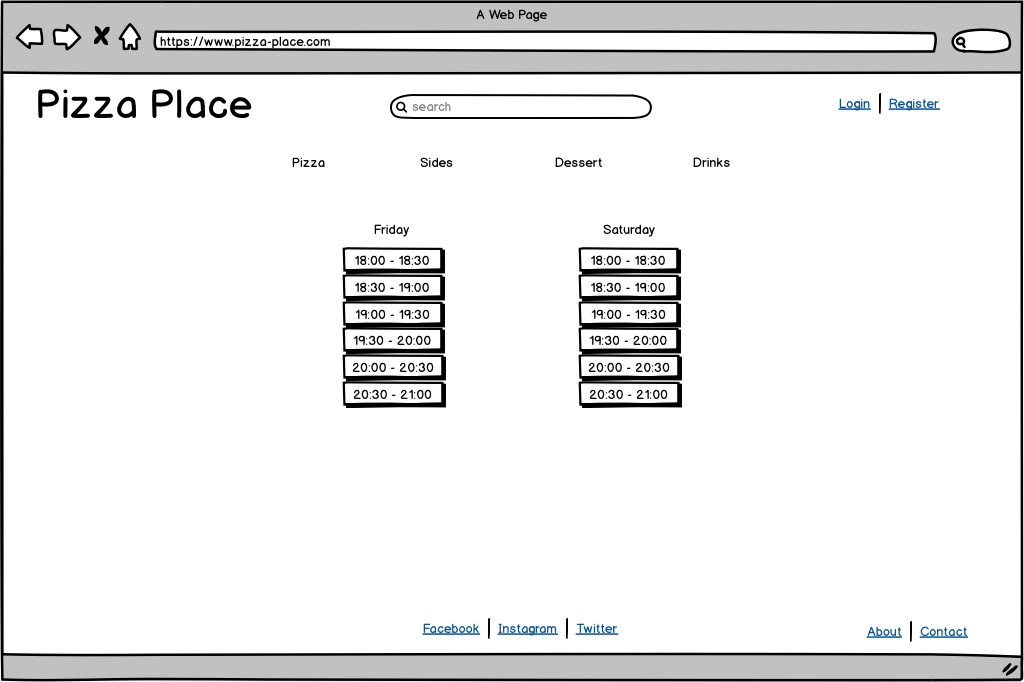 A Web Page
https://www.pizza-place.com
Pizza Place
search
Login | Register
Pizza Sides Dessert Drinks
Friday Saturday
18:00 - 18:30 18:00 - 18:30
18:30 - 19:00 18:30 - 19:00
19:00 - 19:30 19:00 - 19:30
19:30 - 20:00 19:30 - 20:00
20:00 - 20:30 20:00 - 20:30
20:30 - 21:00 20:30 - 21:00
Facebook | Instagram | Twitter
About | Contact